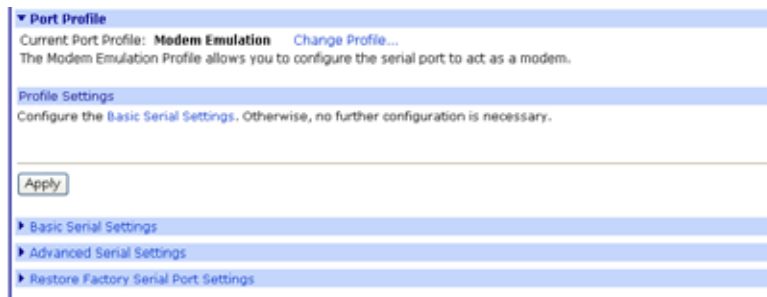 Port Profile
Current Port Profile: Modem Emulation Change Profile...
The Modem Emulation Profile allows you to configure the serial port to act as a modem.
Profile Settings
Configure the Basic Serial Settings. Otherwise, no further configuration is necessary.
Apply
Basic Serial Settings
Advanced Serial Settings
Restore Factory Serial Port Settings